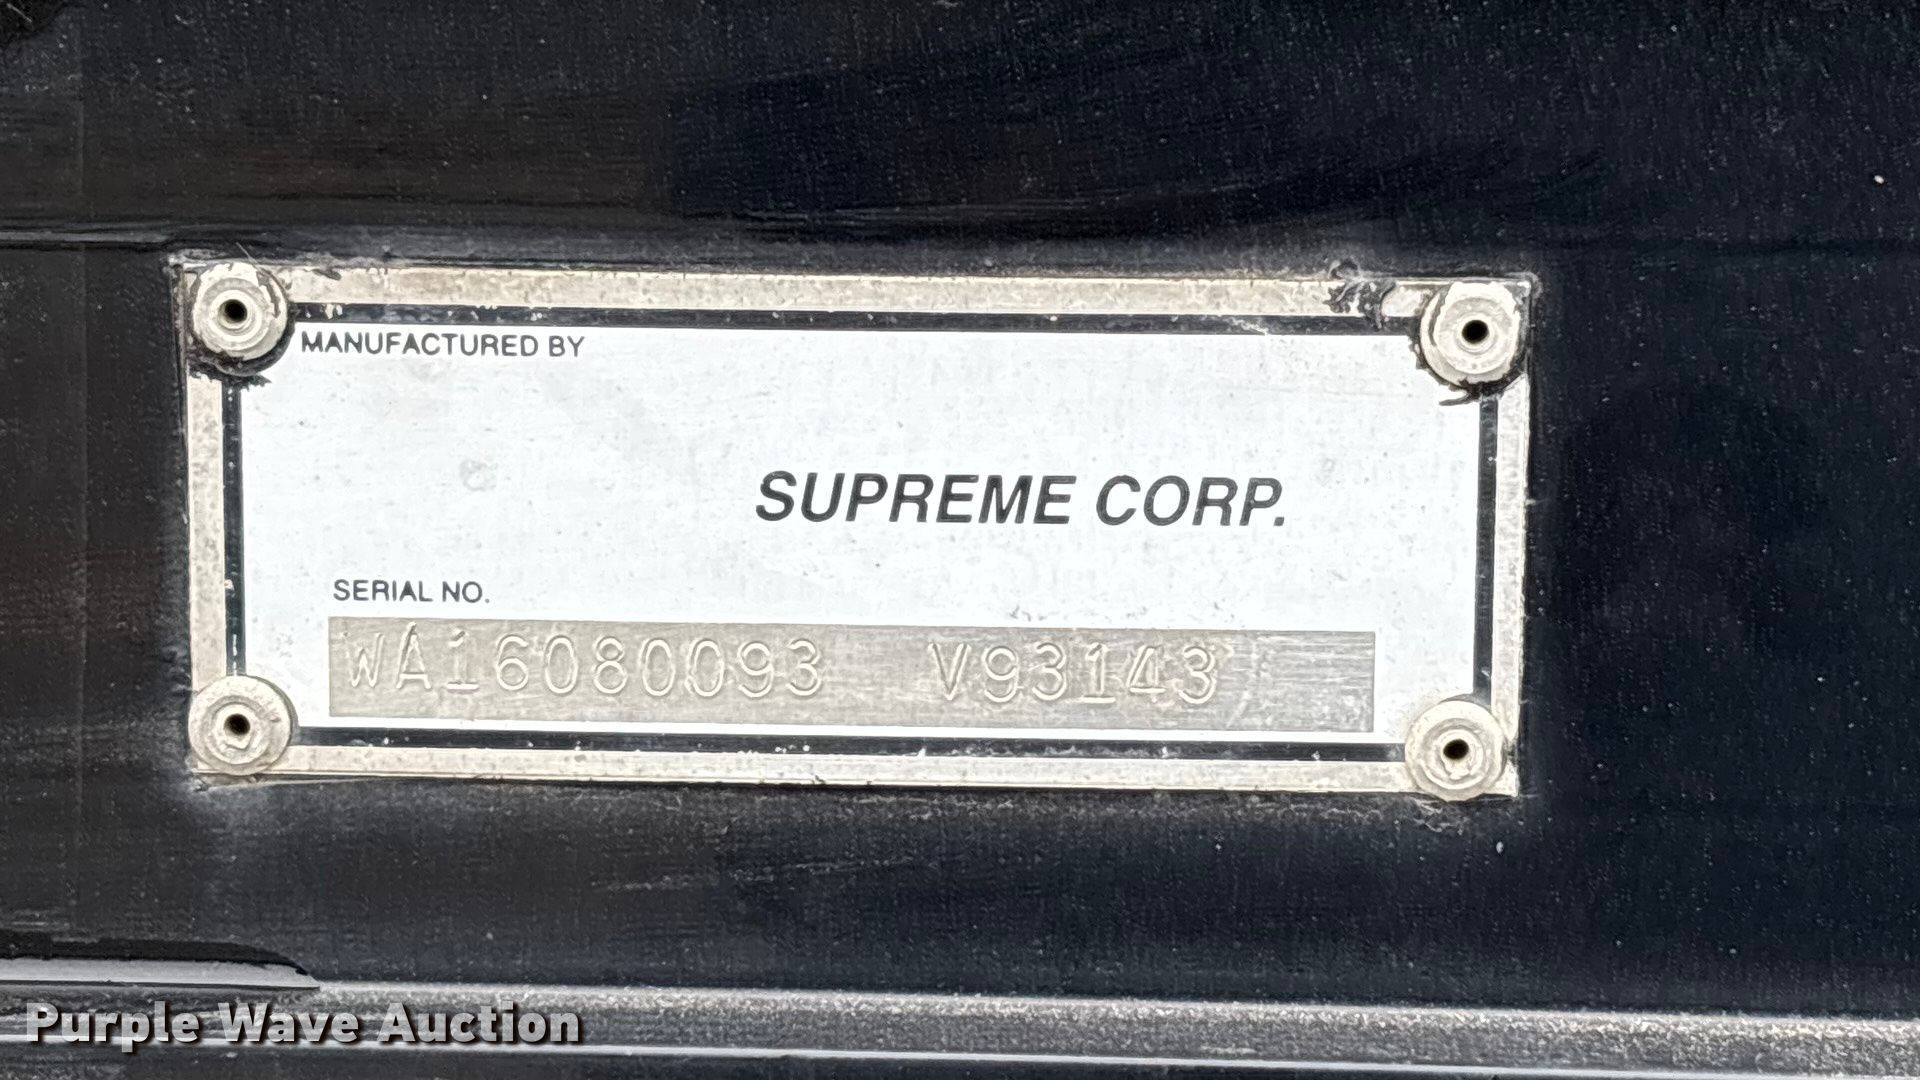 MANUFACTURED BY
SUPREME CORP.
SERIAL NO.
WA16080093 V93143
Purple Wave Auction